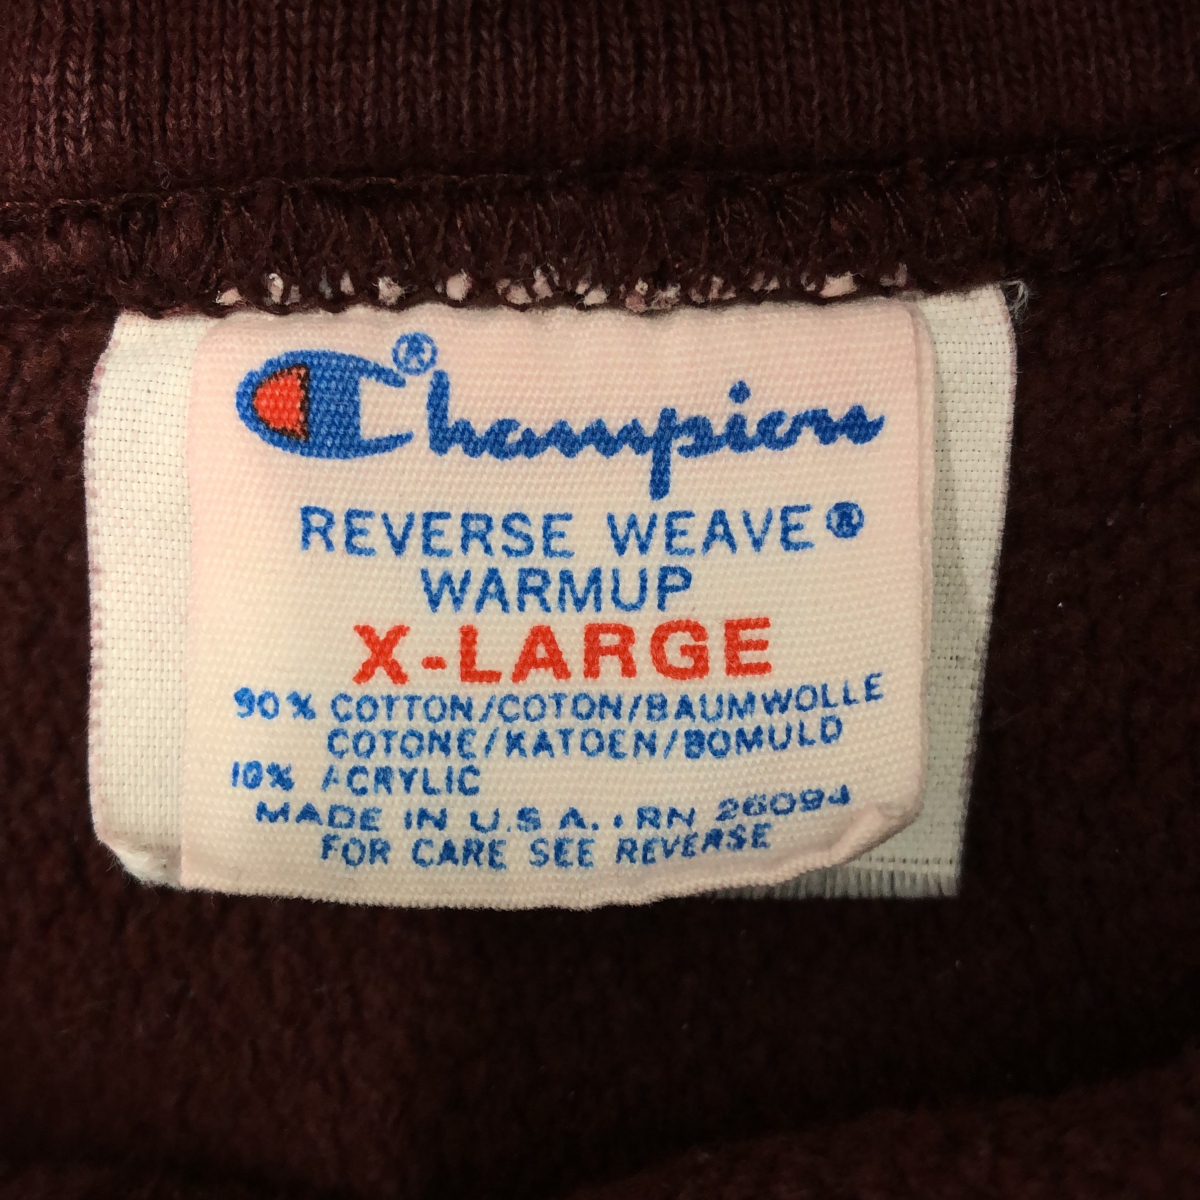 Champion®
REVERSE WEAVE®
WARMUP
X-LARGE
90% COTTON/COTON/BAUMWOLLE
COTONE/KATOEN/BOMULD
10% ACRYLIC
MADE IN U.S.A. • RN 26094
FOR CARE SEE REVERSE